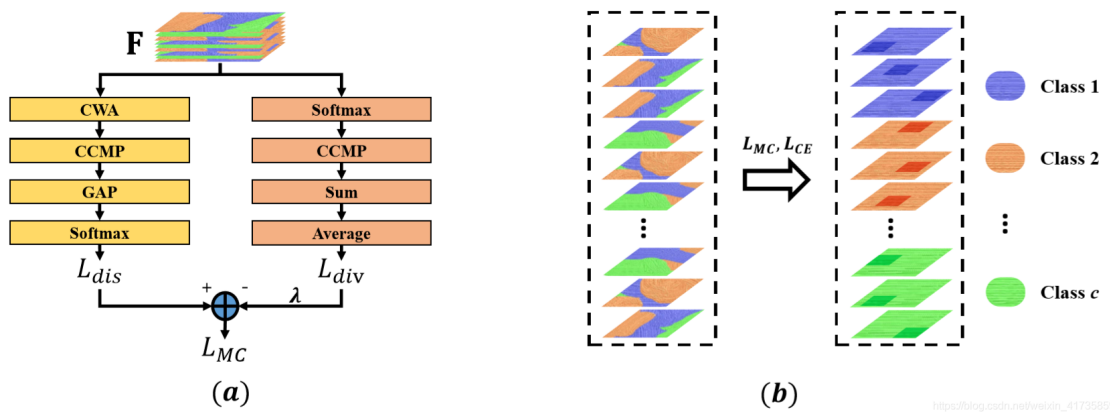 F
CWA
CCMP
GAP
Softmax
L_dis
Softmax
CCMP
Sum
Average
L_div
+ - λ
L_MC
(a)
L_MC, L_CE
Class 1
Class 2
Class c
(b)